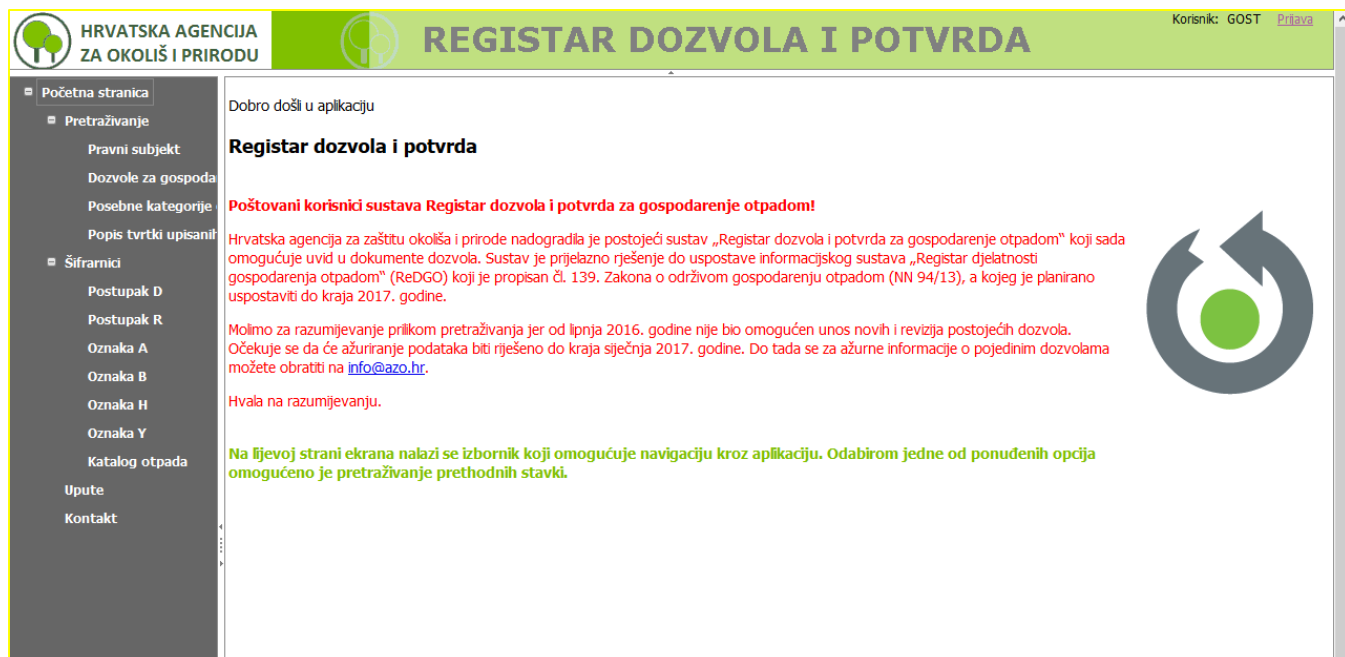 HRVATSKA AGENCIJA
ZA OKOLIŠ I PRIRODU
REGISTAR DOZVOLA I POTVRDA
Korisnik: GOST Prijava
Početna stranica
Pretraživanje
Pravni subjekt
Dozvole za gospoda
Posebne kategorije
Popis tvrtki upisanih
Šifrarnici
Postupak D
Postupak R
Oznaka A
Oznaka B
Oznaka H
Oznaka Y
Katalog otpada
Upute
Kontakt
Dobro došli u aplikaciju
Registar dozvola i potvrda
Poštovani korisnici sustava Registar dozvola i potvrda za gospodarenje otpadom!
Hrvatska agencija za zaštitu okoliša i prirode nadogradila je postojeći sustav „Registar dozvola i potvrda za gospodarenje otpadom“ koji sada
omogućuje uvid u dokumente dozvola. Sustav je prijelazno rješenje do uspostave informacijskog sustava „Registar djelatnosti
gospodarenja otpadom“ (ReDGO) koji je propisan čl. 139. Zakona o održivom gospodarenju otpadom (NN 94/13), a kojeg je planirano
uspostaviti do kraja 2017. godine.
Molimo za razumijevanje prilikom pretraživanja jer od lipnja 2016. godine nije bio omogućen unos novih i revizija postojećih dozvola.
Očekuje se da će ažuriranje podataka biti riješeno do kraja siječnja 2017. godine. Do tada se za ažurne informacije o pojedinim dozvolama
možete obratiti na info@azo.hr.
Hvala na razumijevanju.
Na lijevoj strani ekrana nalazi se izbornik koji omogućuje navigaciju kroz aplikaciju. Odabirom jedne od ponuđenih opcija
omogućeno je pretraživanje prethodnih stavki.